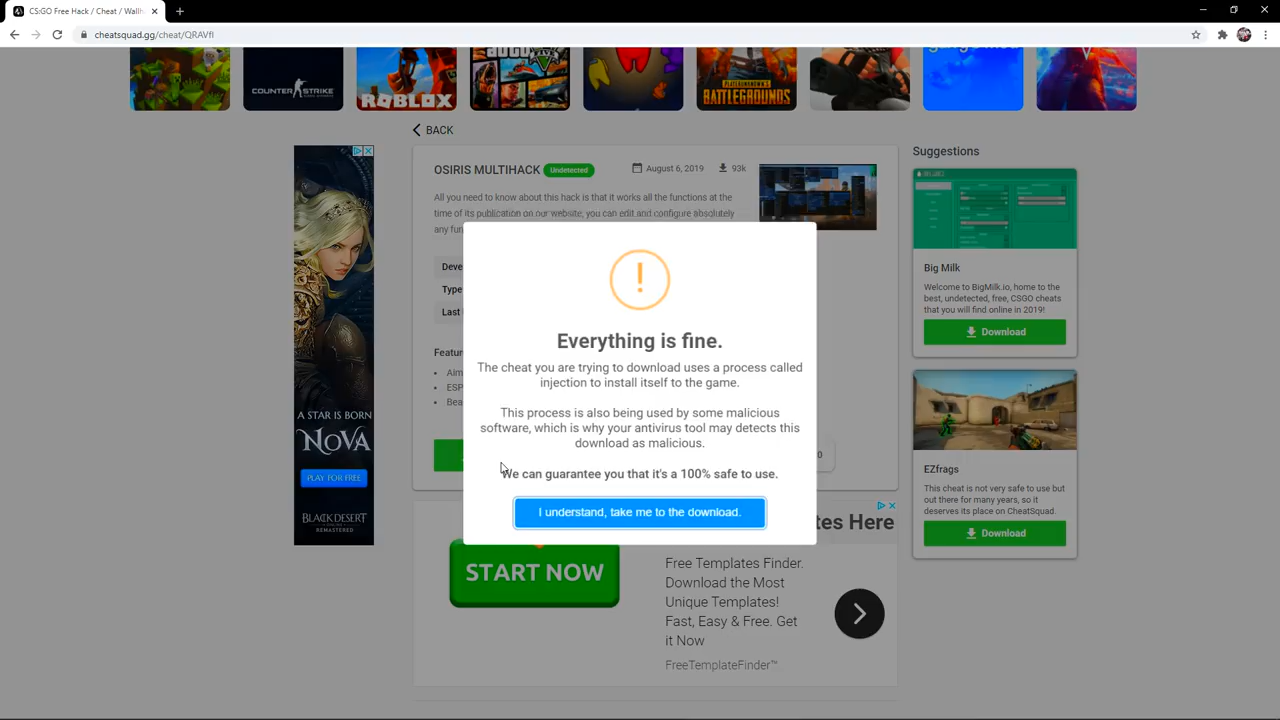 CS:GO Free Hack / Cheat / Wallh
cheatsquad.gg/cheat/QRAVfI
COUNTER STRIKE
ROBLOX
PLAYERUNKNOWN'S
BATTLEGROUNDS
BACK
OSIRIS MULTIHACK Undetected August 6, 2019 93k
All you need to know about this hack is that it works all the functions at the
time of its publication on our website, you can edit and configure absolutely
any fun
Deve
Type
Last
Featur
Aim
ESP
Bea
0
Everything is fine.
The cheat you are trying to download uses a process called
injection to install itself to the game.
This process is also being used by some malicious
software, which is why your antivirus tool may detects this
download as malicious.
We can guarantee you that it's a 100% safe to use.
I understand, take me to the download.
A STAR IS BORN
NOVA
PLAY FOR FREE
BLACK DESERT
ONLINE
REMASTERED
START NOW
tes Here
Free Templates Finder.
Download the Most
Unique Templates!
Fast, Easy & Free. Get
it Now
FreeTemplateFinder™
Suggestions
Big Milk
Welcome to BigMilk.io, home to the
best, undetected, free, CSGO cheats
that you will find online in 2019!
Download
EZfrags
This cheat is not very safe to use but
out there for many years, so it
deserves its place on CheatSquad.
Download